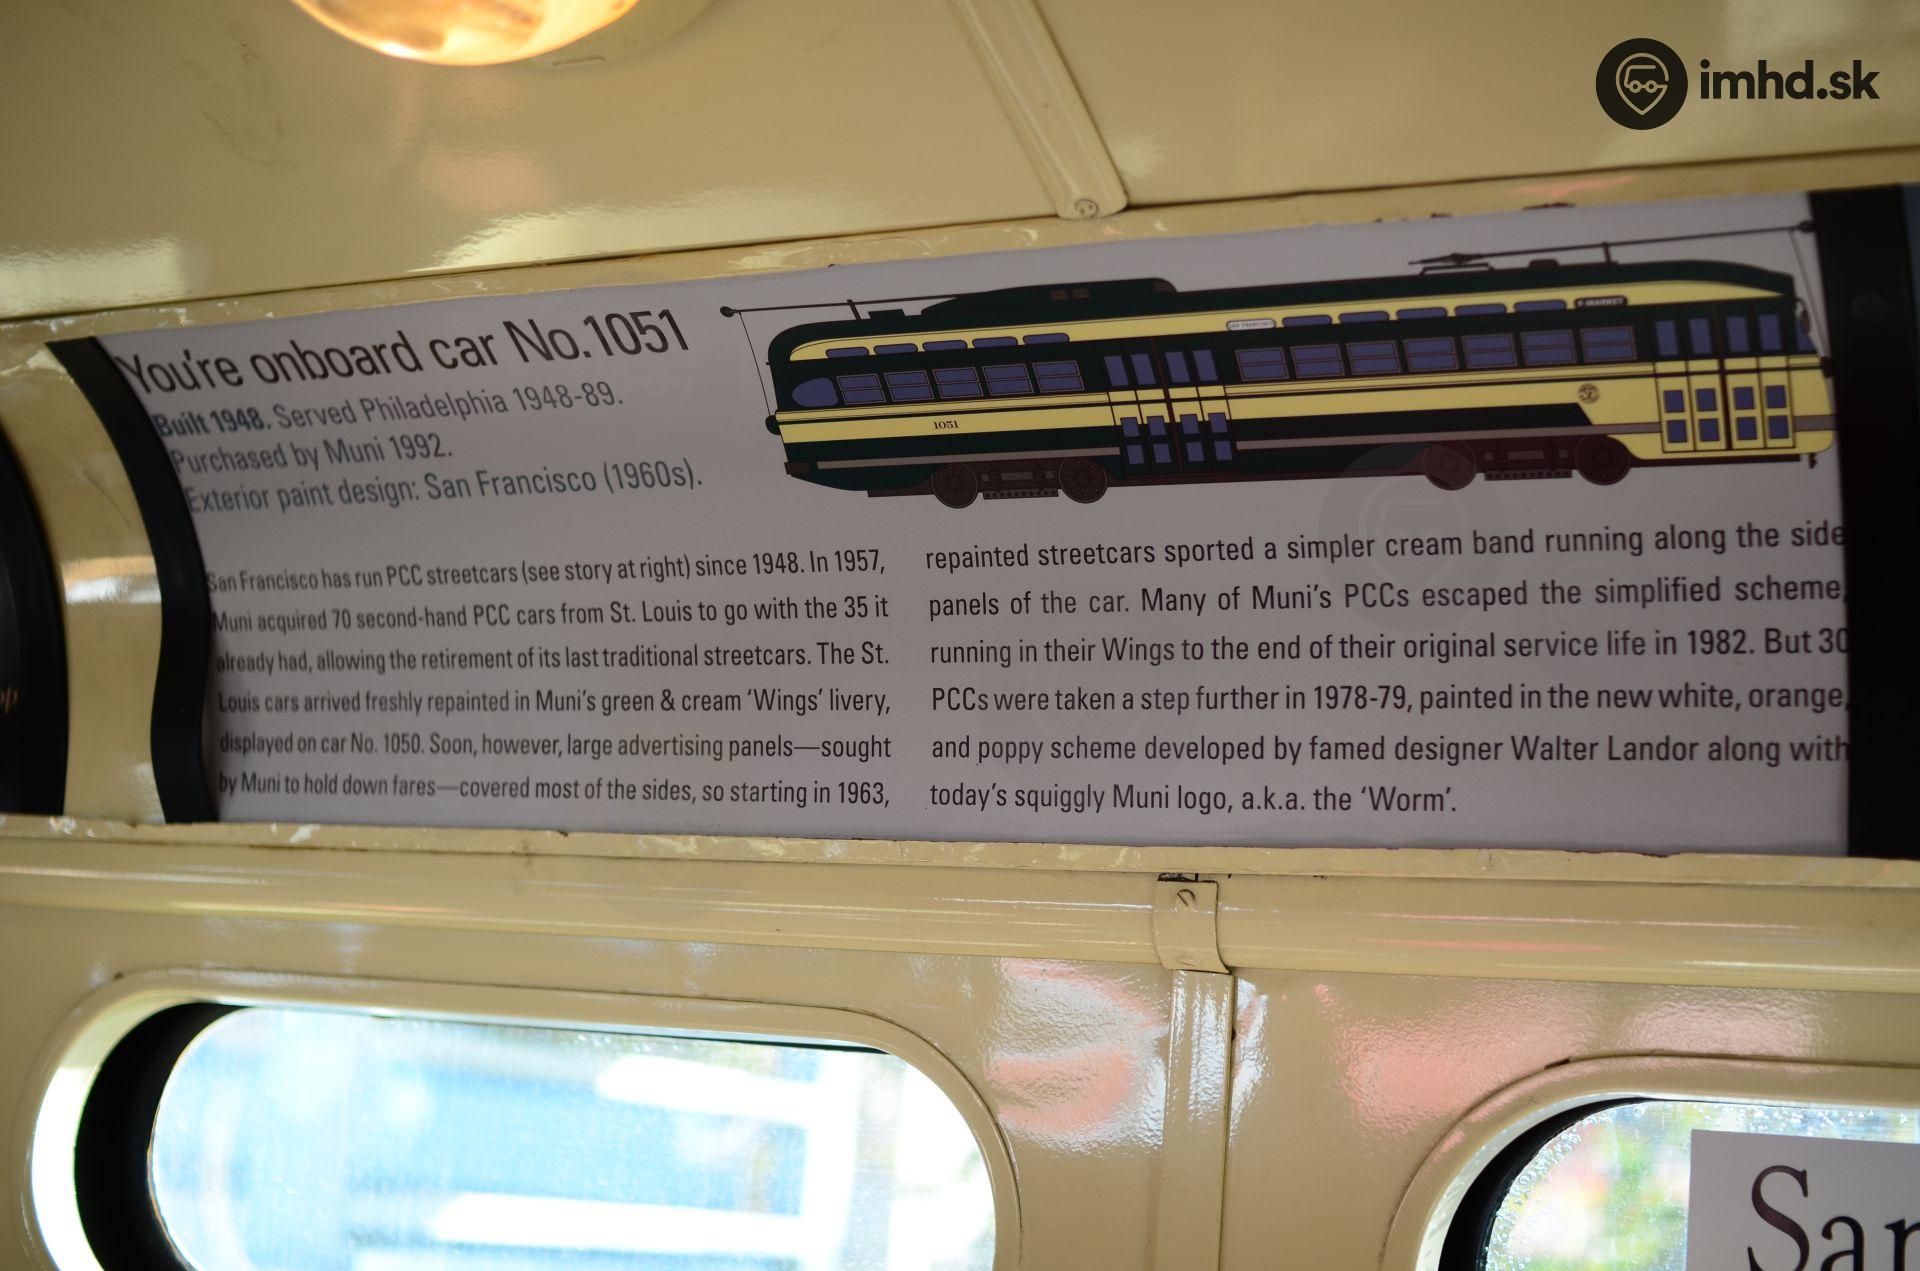 imhd.sk
You're onboard car No.1051
Built 1948. Served Philadelphia 1948-89.
Purchased by Muni 1992.
Exterior paint design: San Francisco (1960s).
1051
San Francisco has run PCC streetcars (see story at right) since 1948. In 1957,
Muni acquired 70 second-hand PCC cars from St. Louis to go with the 35 it
already had, allowing the retirement of its last traditional streetcars. The St.
Louis cars arrived freshly repainted in Muni's green & cream 'Wings' livery,
displayed on car No. 1050. Soon, however, large advertising panels—sought
by Muni to hold down fares—covered most of the sides, so starting in 1963,
repainted streetcars sported a simpler cream band running along the side
panels of the car. Many of Muni's PCCs escaped the simplified scheme,
running in their Wings to the end of their original service life in 1982. But 30
PCCs were taken a step further in 1978-79, painted in the new white, orange,
and poppy scheme developed by famed designer Walter Landor along with
today's squiggly Muni logo, a.k.a. the 'Worm'.